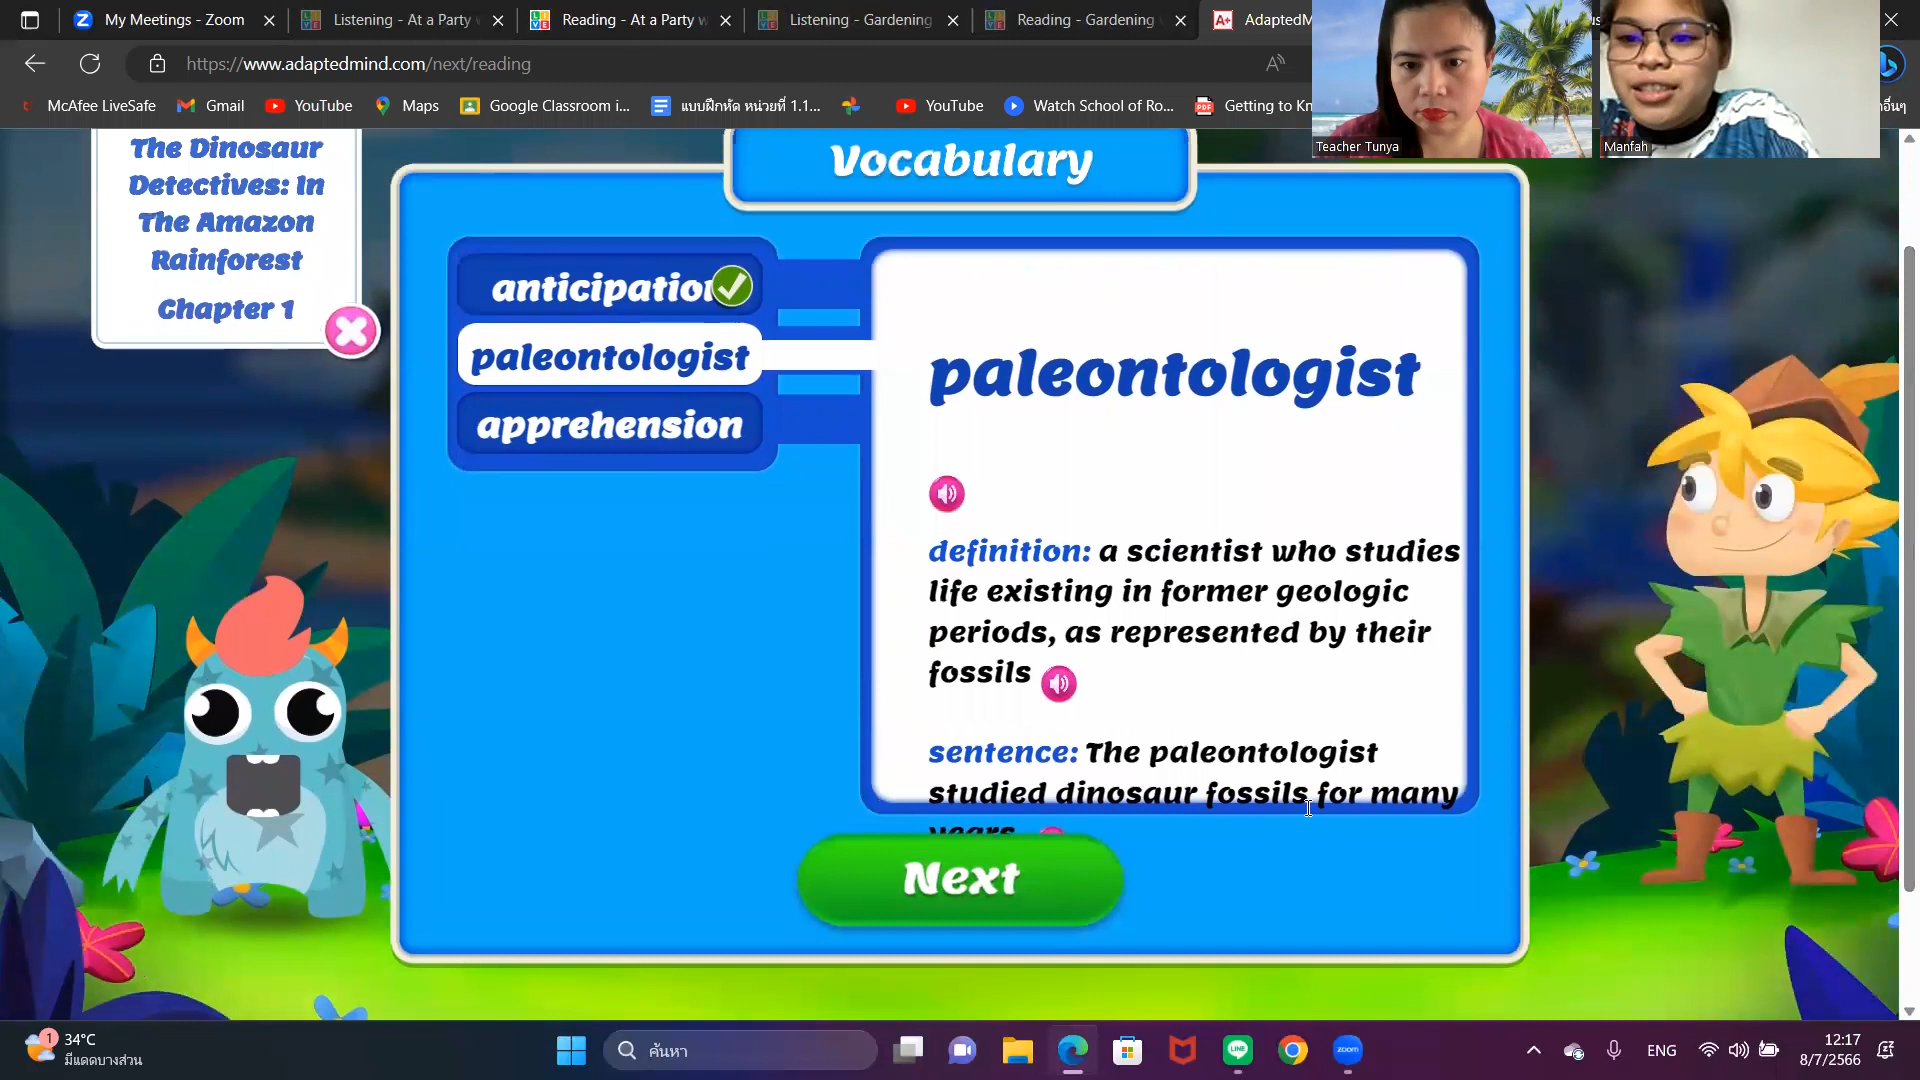 My Meetings - Zoom
Listening - At a Party
Reading - At a Party w
Listening - Gardening
Reading - Gardening
A+ AdaptedM
https://www.adaptedmind.com/next/reading
McAfee LiveSafe
Gmail
YouTube
Maps
Google Classroom i...
แบบฝึกหัด หน่วยที่ 1.1...
YouTube
Watch School of Ro...
Getting to Kn
Teacher Tunya
Manfah
The Dinosaur
Detectives: In
The Amazon
Rainforest
Chapter 1
Vocabulary
anticipation
paleontologist
apprehension
paleontologist
definition: a scientist who studies
life existing in former geologic
periods, as represented by their
fossils
sentence: The paleontologist
studied dinosaur fossils for many
years
Next
1
34°C
มีแดดบางส่วน
ค้นหา
LINE
zoom
ENG
12:17
8/7/2566